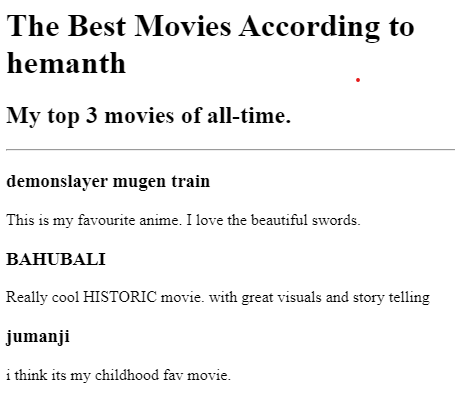 The Best Movies According to
hemanth
My top 3 movies of all-time.
demonslayer mugen train
This is my favourite anime. I love the beautiful swords.
BAHUBALI
Really cool HISTORIC movie. with great visuals and story telling
jumanji
i think its my childhood fav movie.